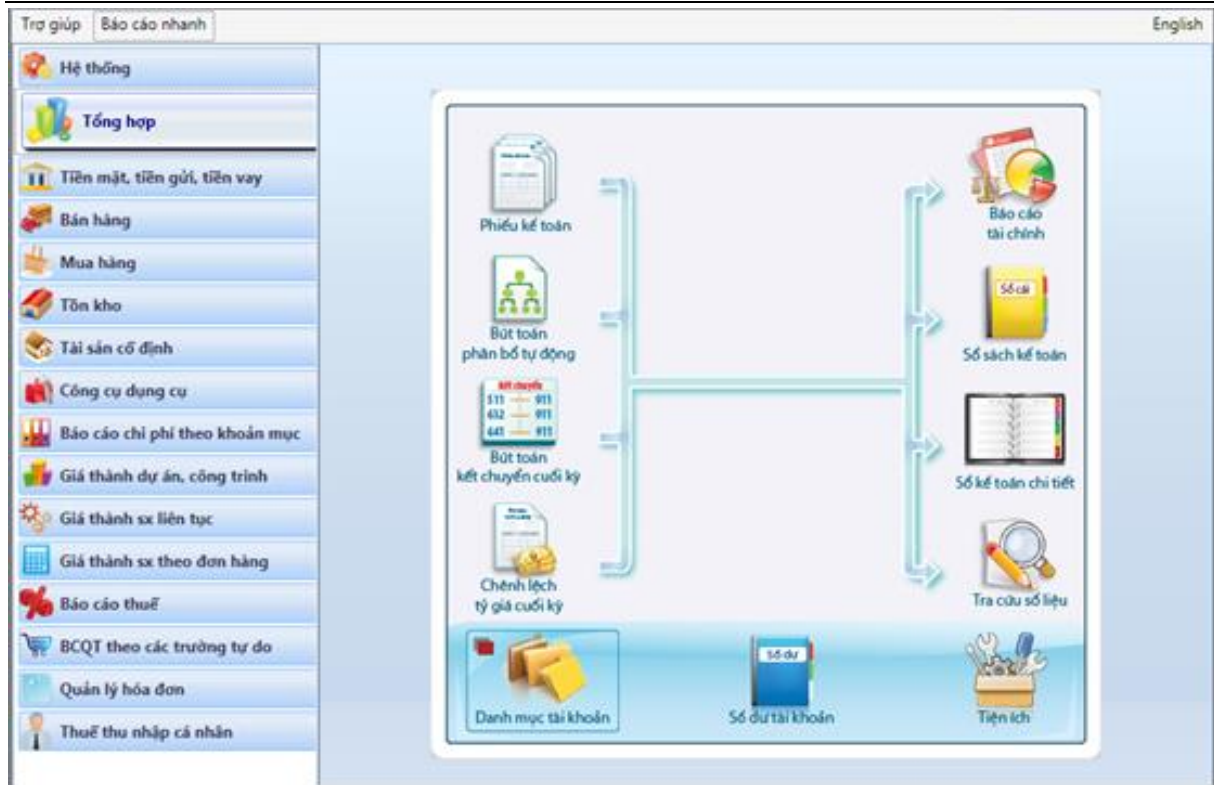 Trợ giúp Báo cáo nhanh English
Hệ thống
Tổng hợp
Tiền mặt, tiền gửi, tiền vay
Bán hàng
Mua hàng
Tồn kho
Tài sản cố định
Công cụ dụng cụ
Báo cáo chi phí theo khoản mục
Giá thành dự án, công trình
Giá thành sx liên tục
Giá thành sx theo đơn hàng
Báo cáo thuế
BCQT theo các trường tự do
Quản lý hóa đơn
Thuế thu nhập cá nhân
Phiếu kế toán
Bút toán
phân bổ tự động
Kết chuyển
511 911
632 911
641 911
Bút toán
kết chuyển cuối kỳ
Chênh lệch
tỷ giá cuối kỳ
Báo cáo
tài chính
Sổ cái
Sổ sách kế toán
Sổ kế toán chi tiết
Tra cứu số liệu
Danh mục tài khoản
Số dư
Số dư tài khoản
Tiện ích